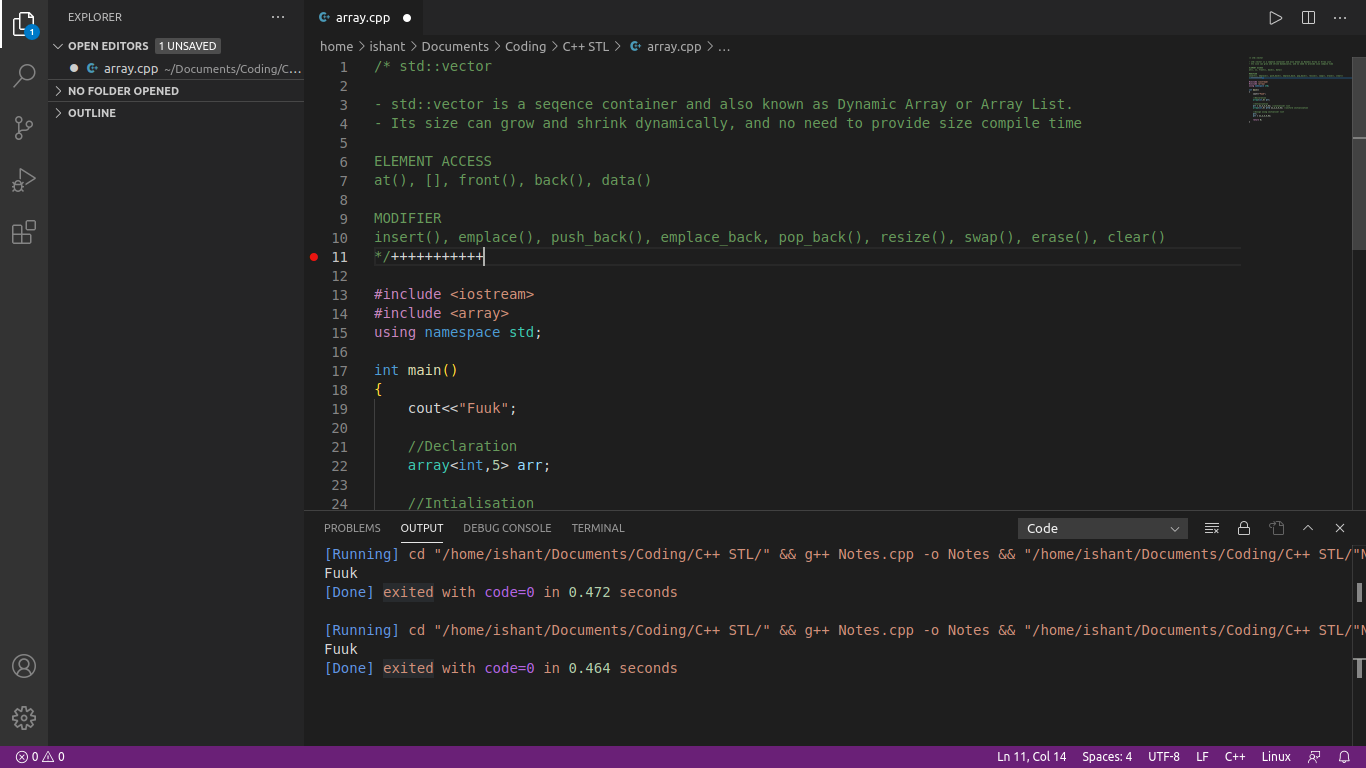 EXPLORER
OPEN EDITORS 1 UNSAVED
array.cpp ~/Documents/Coding/C...
NO FOLDER OPENED
OUTLINE
1
array.cpp
home > ishant > Documents > Coding > C++ STL > array.cpp > ...
1 /* std::vector
2
3 - std::vector is a seqence container and also known as Dynamic Array or Array List.
4 - Its size can grow and shrink dynamically, and no need to provide size compile time
5
6 ELEMENT ACCESS
7 at(), [], front(), back(), data()
8
9 MODIFIER
10 insert(), emplace(), push_back(), emplace_back, pop_back(), resize(), swap(), erase(), clear()
11 */+++++++++++
12
13 #include <iostream>
14 #include <array>
15 using namespace std;
16
17 int main()
18 {
19 cout<<"Fuuk";
20
21 //Declaration
22 array<int,5> arr;
23
24 //Intialisation
PROBLEMS OUTPUT DEBUG CONSOLE TERMINAL Code
[Running] cd "/home/ishant/Documents/Coding/C++ STL/" && g++ Notes.cpp -o Notes && "/home/ishant/Documents/Coding/C++ STL/"N
Fuuk
[Done] exited with code=0 in 0.472 seconds
[Running] cd "/home/ishant/Documents/Coding/C++ STL/" && g++ Notes.cpp -o Notes && "/home/ishant/Documents/Coding/C++ STL/"N
Fuuk
[Done] exited with code=0 in 0.464 seconds
0 0 Ln 11, Col 14 Spaces: 4 UTF-8 LF C++ Linux